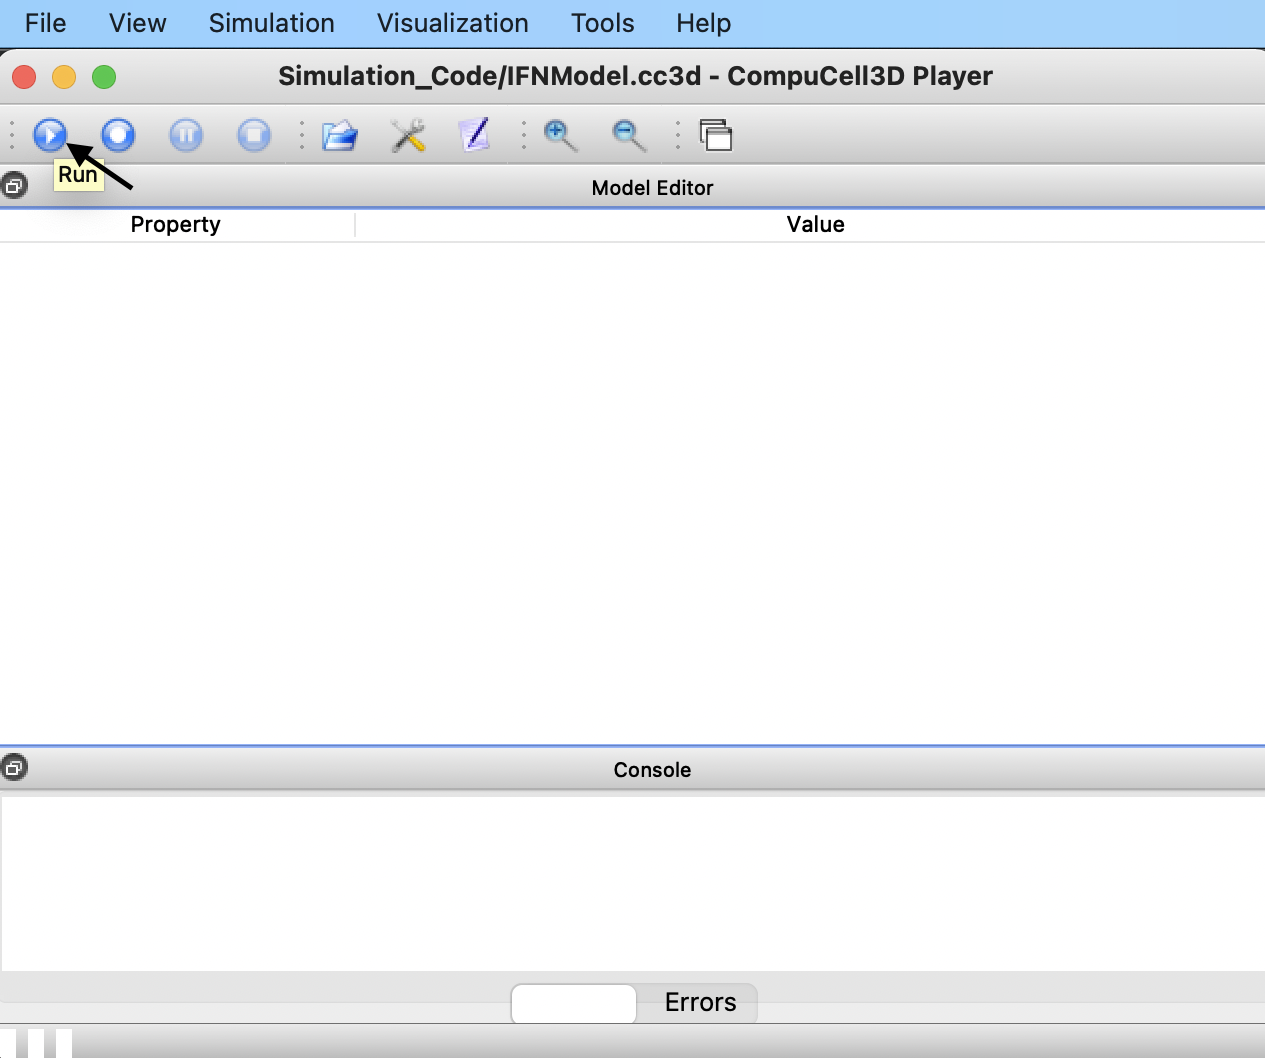 File View Simulation Visualization Tools Help
Simulation_Code/IFNModel.cc3d - CompuCell3D Player
Run
Model Editor
Property Value
Console
Errors